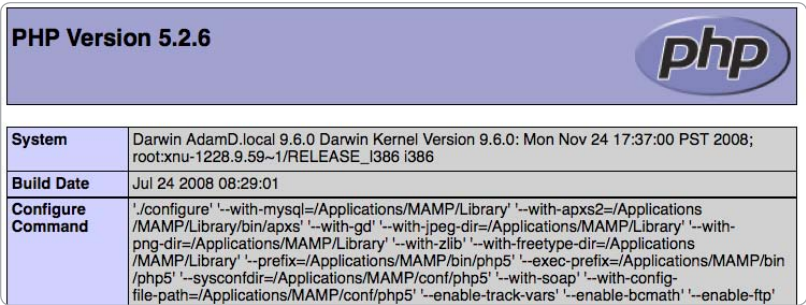 PHP Version 5.2.6
php
System
Darwin AdamD.local 9.6.0 Darwin Kernel Version 9.6.0: Mon Nov 24 17:37:00 PST 2008;
root:xnu-1228.9.59~1/RELEASE_I386 i386
Build Date
Jul 24 2008 08:29:01
Configure
Command
'./configure' '--with-mysql=/Applications/MAMP/Library' '--with-apxs2=/Applications
/MAMP/Library/bin/apxs' '--with-gd' '--with-jpeg-dir=/Applications/MAMP/Library' '--with-
png-dir=/Applications/MAMP/Library' '--with-zlib' '--with-freetype-dir=/Applications
/MAMP/Library' '--prefix=/Applications/MAMP/bin/php5' '--exec-prefix=/Applications/MAMP/bin
/php5' '--sysconfdir=/Applications/MAMP/conf/php5' '--with-soap' '--with-config-
file-path=/Applications/MAMP/conf/php5' '--enable-track-vars' '--enable-bcmath' '--enable-ftp'